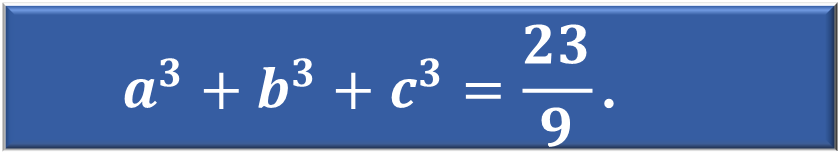 a³ + b³ + c³ = 23/9.